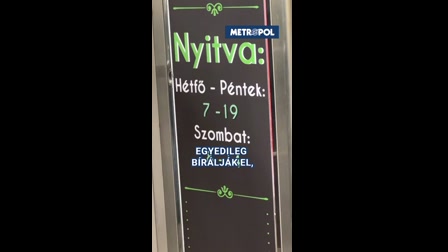 METROPOL
Nyitva:
Hétfő - Péntek:
7 - 19
Szombat:
EGYEDILEG
BÍRÁLJÁK EL,